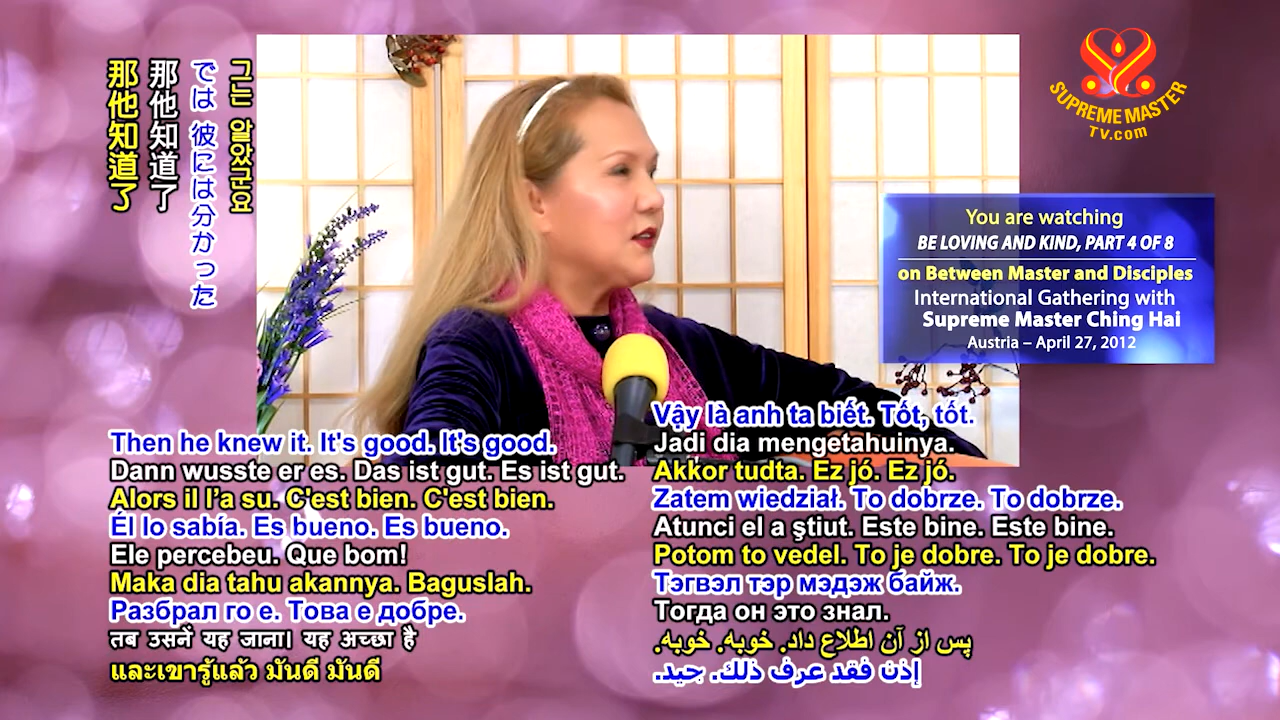 그는 알았군요
では 彼には分かった
那他知道了
那他知道了
SUPREME MASTER
TV.com
You are watching
BE LOVING AND KIND, PART 4 OF 8
on Between Master and Disciples
International Gathering with
Supreme Master Ching Hai
Austria – April 27, 2012
Then he knew it. It's good. It's good.
Dann wusste er es. Das ist gut. Es ist gut.
Alors il l’a su. C'est bien. C'est bien.
Él lo sabía. Es bueno. Es bueno.
Ele percebeu. Que bom!
Maka dia tahu akannya. Baguslah.
Разбрал го е. Това е добре.
तब उसने यह जाना। यह अच्छा है
และเขารู้แล้ว มันดี มันดี
Vậy là anh ta biết. Tốt, tốt.
Jadi dia mengetahuinya.
Akkor tudta. Ez jó. Ez jó.
Zatem wiedział. To dobrze. To dobrze.
Atunci el a ştiut. Este bine. Este bine.
Potom to vedel. To je dobre. To je dobre.
Тэгвэл тэр мэдэж байж.
Тогда он это знал.
پس از آن اطلاع داد. خوبه. خوبه.
إذن فقد عرف ذلك. جيد.